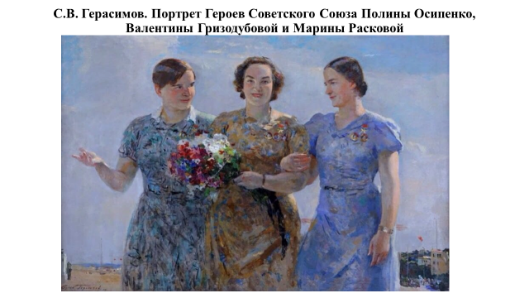 С.В. Герасимов. Портрет Героев Советского Союза Полины Осипенко,
Валентины Гризодубовой и Марины Расковой